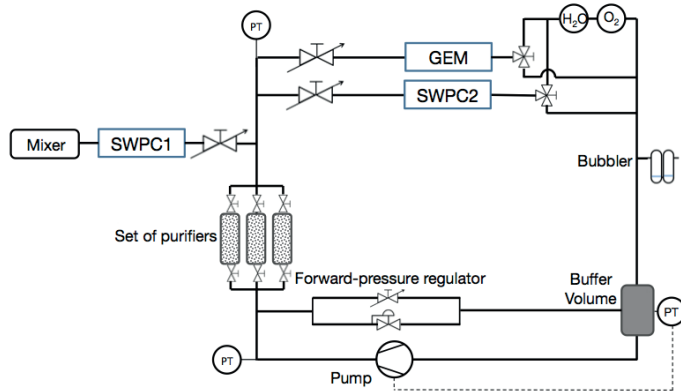 PT
H₂O
O₂
GEM
SWPC2
Mixer
SWPC1
Bubbler
Set of purifiers
Forward-pressure regulator
Buffer
Volume
PT
PT
Pump